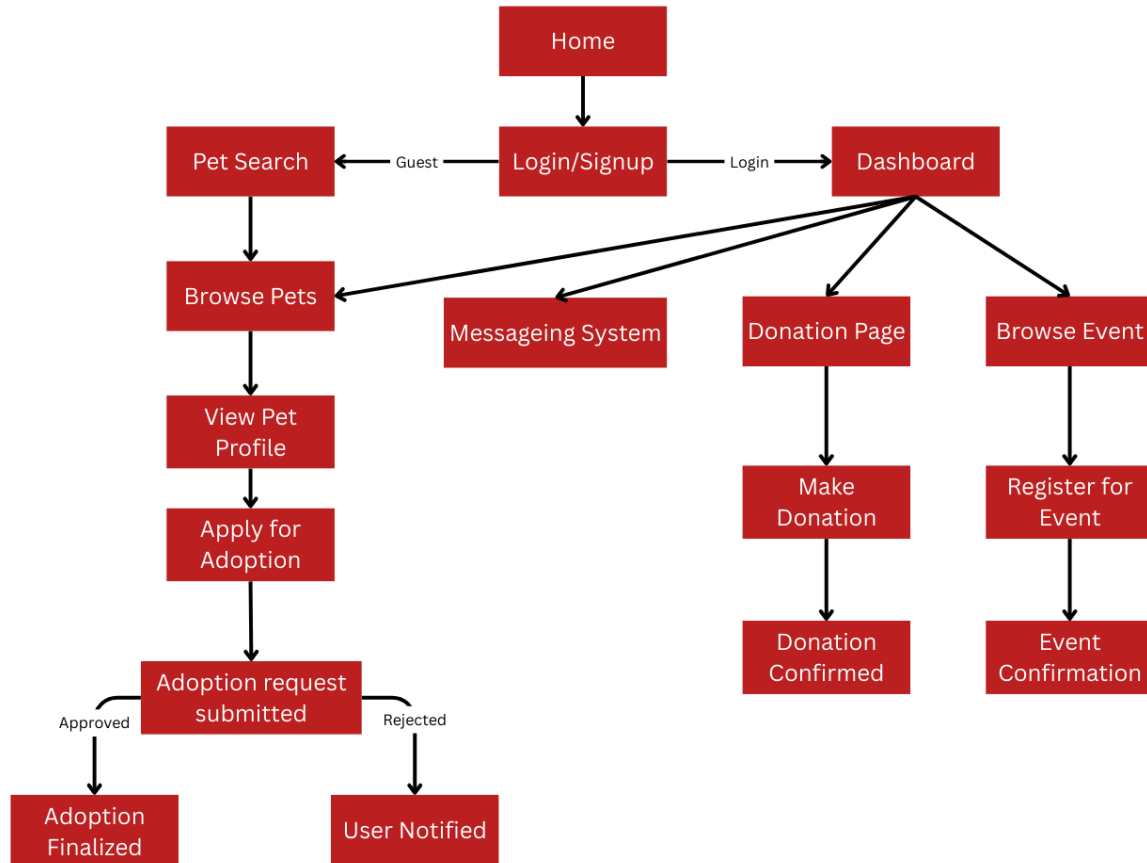 Home
Pet Search
Guest
Login/Signup
Login
Dashboard
Browse Pets
Messageing System
Donation Page
Browse Event
View Pet
Profile
Make
Donation
Register for
Event
Apply for
Adoption
Donation
Confirmed
Event
Confirmation
Adoption request
submitted
Approved
Rejected
Adoption
Finalized
User Notified